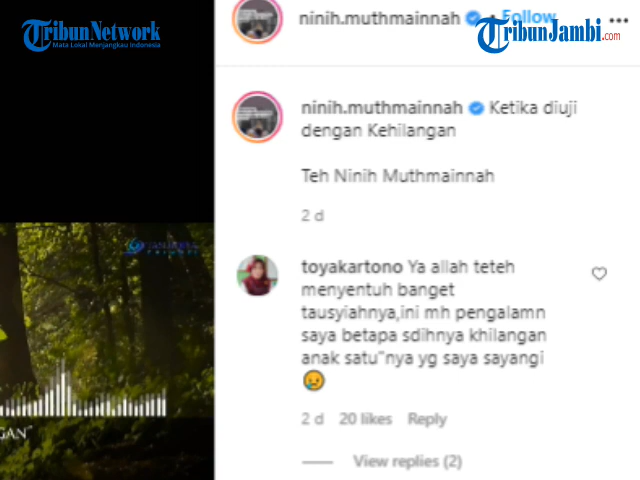 TribunNetwork
Mata Lokal Menjangkau Indonesia
ninih.muthmainnah • Follow •••
TribunJambi.com
ninih.muthmainnah Ketika diuji
dengan Kehilangan
Teh Ninih Muthmainnah
2 d
toyakartono Ya allah teteh
menyentuh banget
tausyiahnya,ini mh pengalamn
saya betapa sdihnya khilangan
anak satu"nya yg saya sayangi
😢
2 d 20 likes Reply
View replies (2)